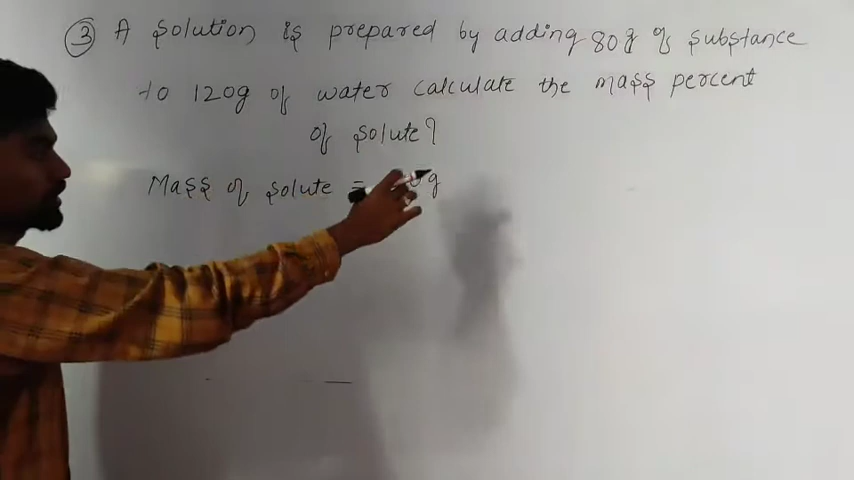 ③ A solution is prepared by adding 80g of substance
to 120g of water calculate the mass percent
of solute?
Mass of solute =